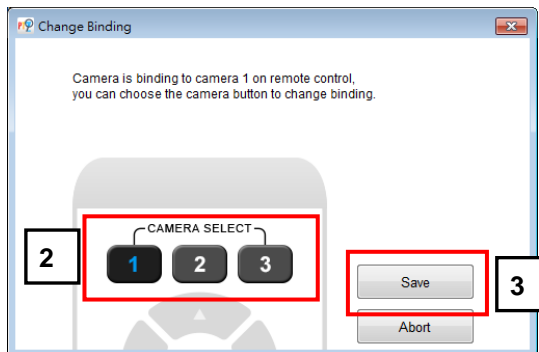 Change Binding
Camera is binding to camera 1 on remote control,
you can choose the camera button to change binding.
CAMERA SELECT
2
1 2 3
Save
3
Abort